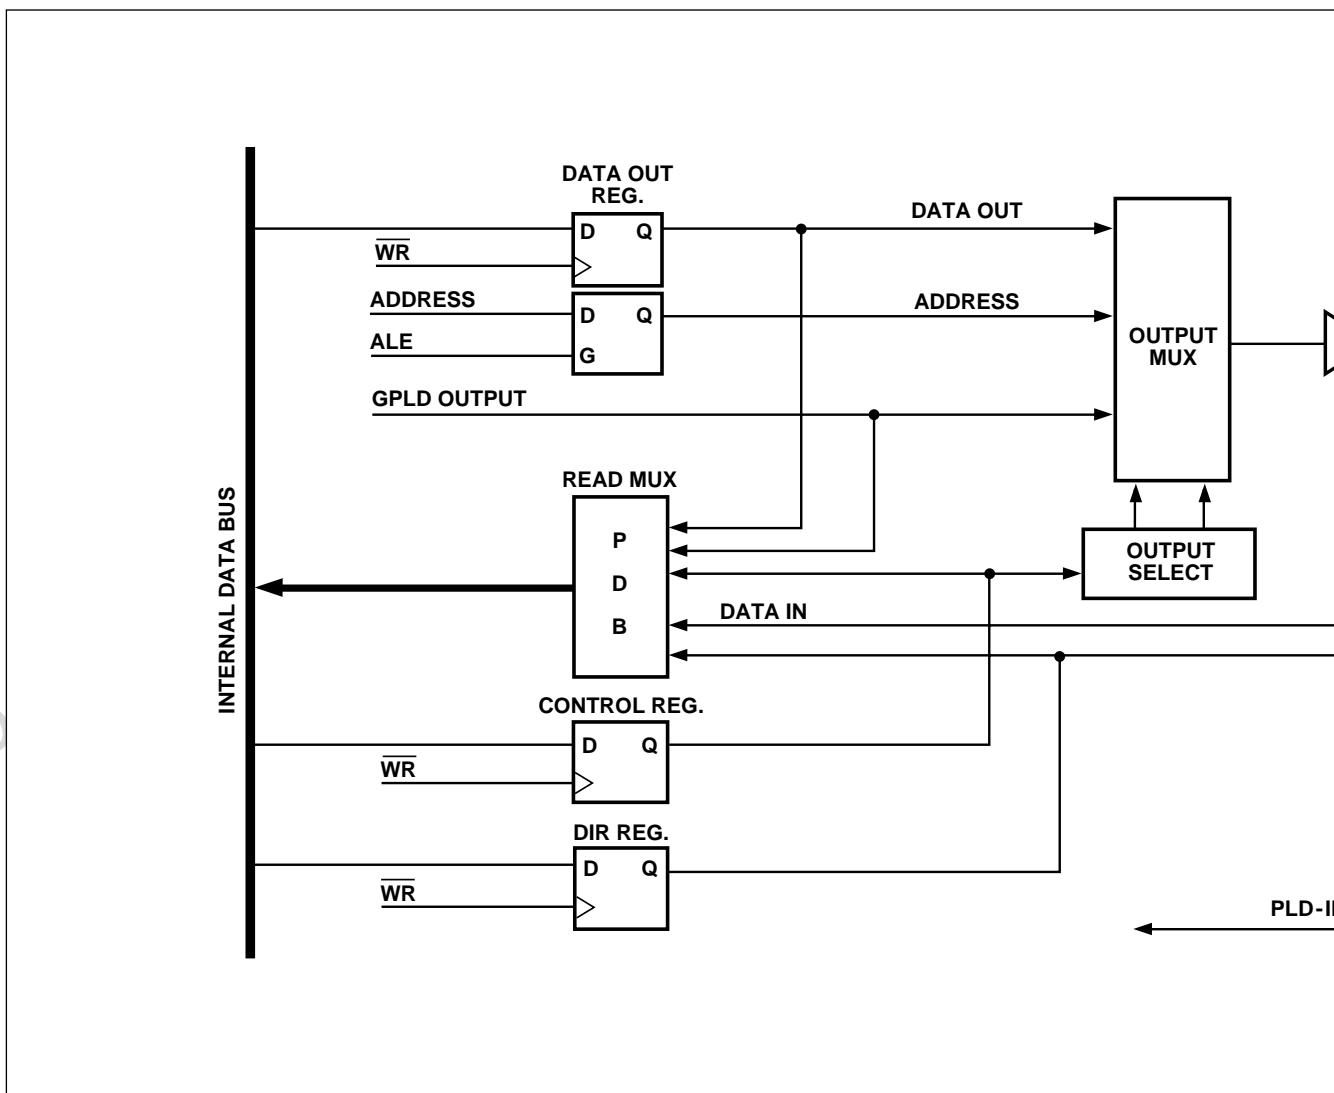 DATA OUT
REG.
D Q
WR
DATA OUT
ADDRESS
D Q
ALE
G
ADDRESS
GPLD OUTPUT
OUTPUT
MUX
READ MUX
P
D
B
OUTPUT
SELECT
DATA IN
INTERNAL DATA BUS
CONTROL REG.
D Q
WR
DIR REG.
D Q
WR